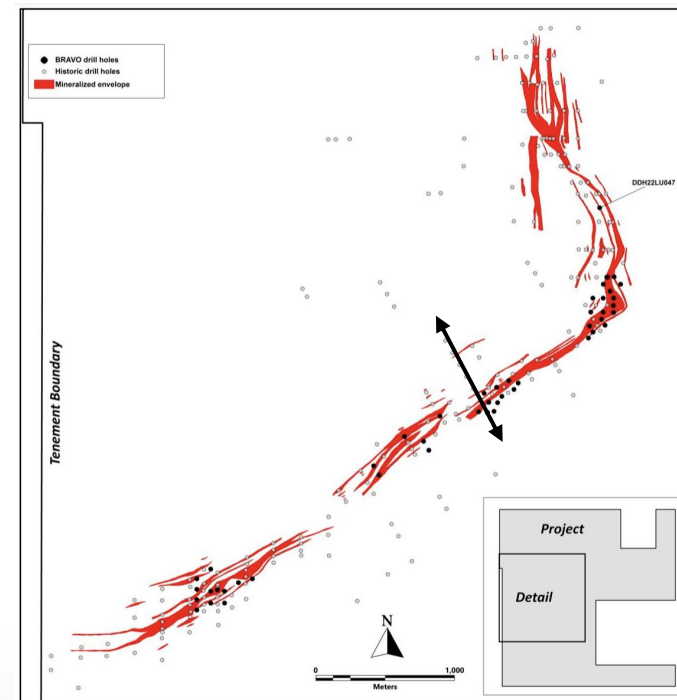 BRAVO drill holes
Historic drill holes
Mineralized envelope
DDH22LU047
Tenement Boundary
Project
Detail
N
0 1,000
Meters